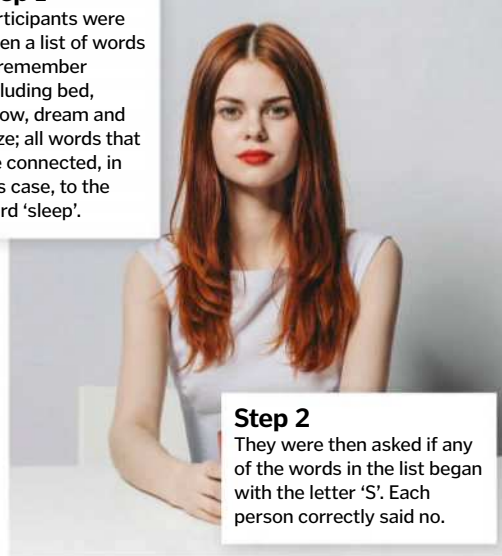 rticipants were
en a list of words
remember
luding bed,
ow, dream and
ze; all words that
e connected, in
s case, to the
rd ‘sleep’.
Step 2
They were then asked if any
of the words in the list began
with the letter ‘S’. Each
person correctly said no.